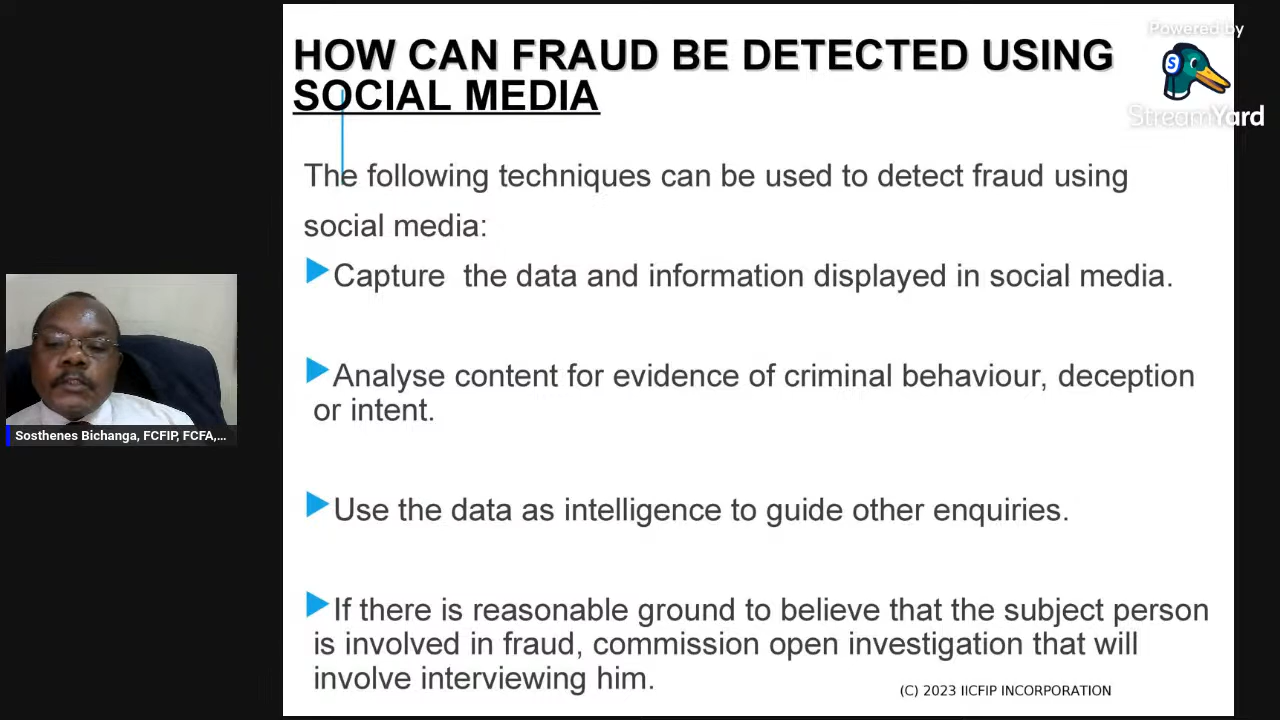 HOW CAN FRAUD BE DETECTED USING
SOCIAL MEDIA
The following techniques can be used to detect fraud using
social media:
Capture  the data and information displayed in social media.
Analyse content for evidence of criminal behaviour, deception
or intent.
Use the data as intelligence to guide other enquiries.
If there is reasonable ground to believe that the subject person
is involved in fraud, commission open investigation that will
involve interviewing him.
(C) 2023 IICFIP INCORPORATION
Sosthenes Bichanga, FCFIP, FCFA,...
Powered by
S
StreamYard